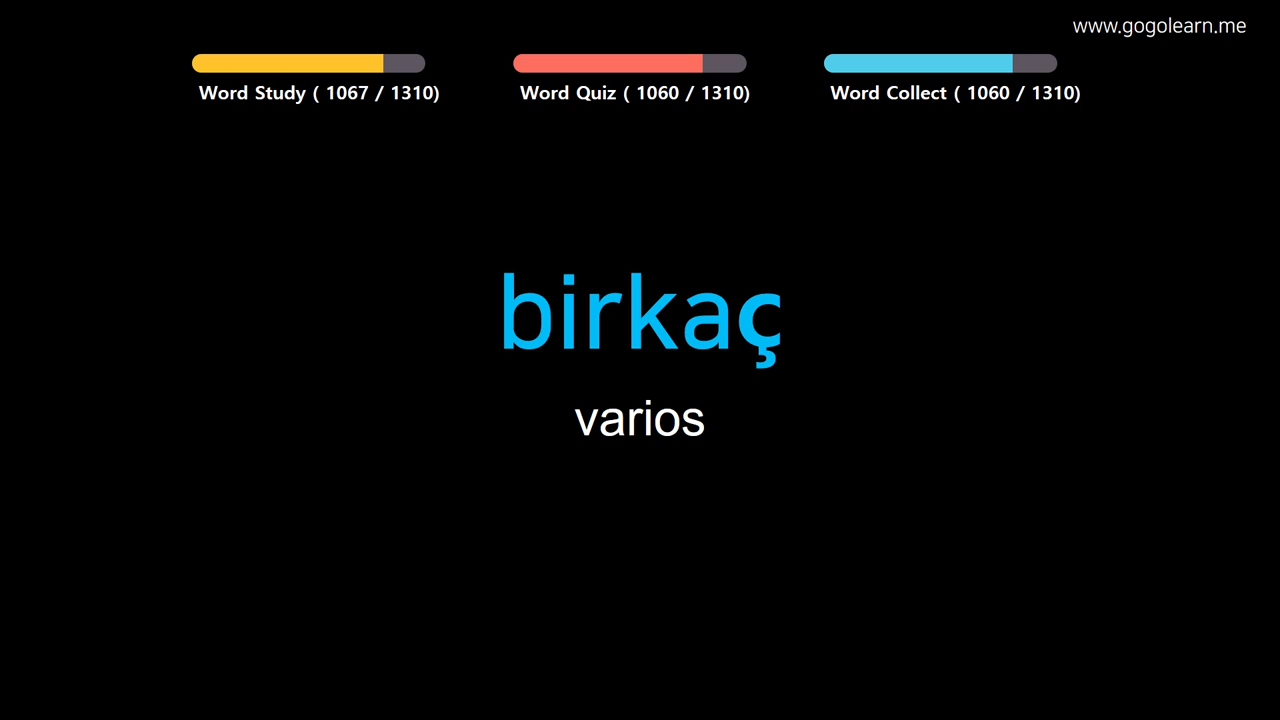 www.gogolearn.me
Word Study ( 1067 / 1310)
Word Quiz ( 1060 / 1310)
Word Collect ( 1060 / 1310)
birkaç
varios